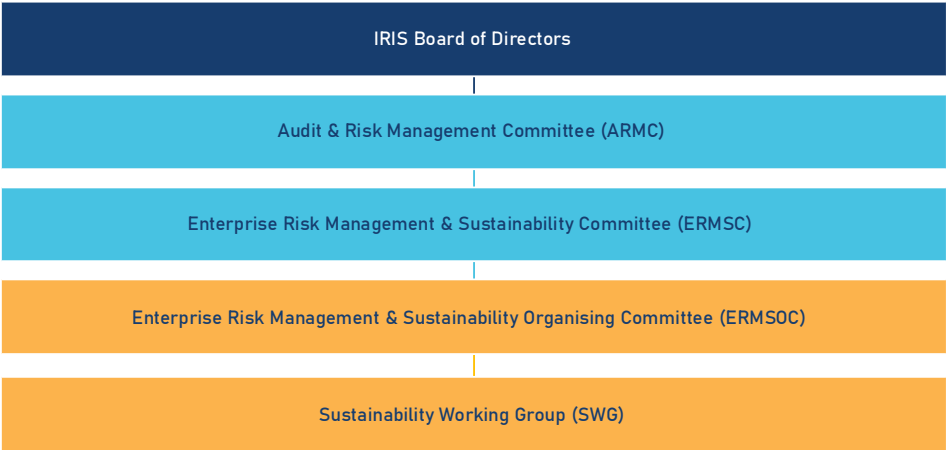 IRIS Board of Directors
Audit & Risk Management Committee (ARMC)
Enterprise Risk Management & Sustainability Committee (ERMSC)
Enterprise Risk Management & Sustainability Organising Committee (ERMSOC)
Sustainability Working Group (SWG)